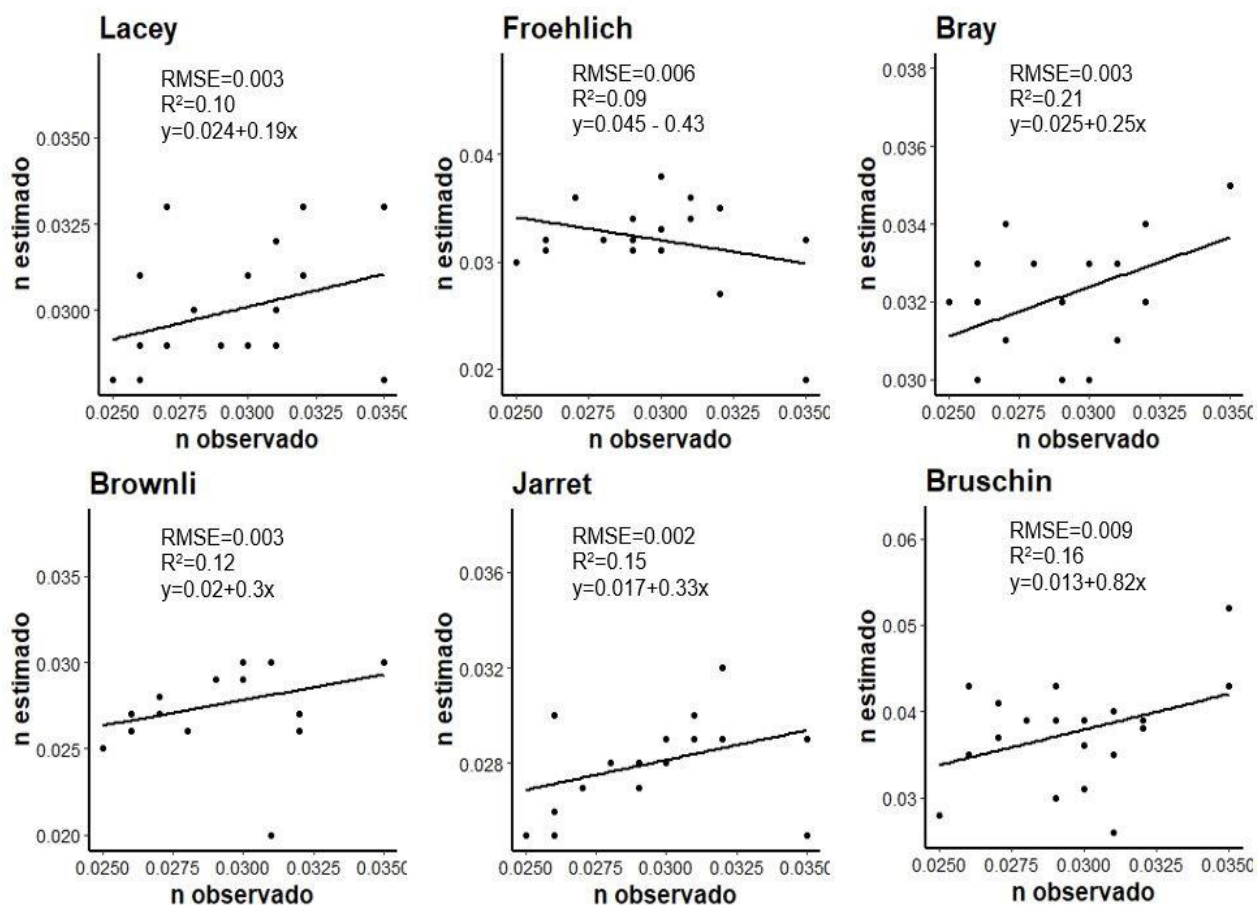 Lacey
RMSE=0.003
R²=0.10
y=0.024+0.19x
n estimado
0.0350
0.0325
0.0300
0.0250 0.0275 0.0300 0.0325 0.0350
n observado
Froehlich
RMSE=0.006
R²=0.09
y=0.045 - 0.43
n estimado
0.04
0.03
0.02
0.0250 0.0275 0.0300 0.0325 0.0350
n observado
Bray
RMSE=0.003
R²=0.21
y=0.025+0.25x
n estimado
0.038
0.036
0.034
0.032
0.030
0.0250 0.0275 0.0300 0.0325 0.0350
n observado
Brownli
RMSE=0.003
R²=0.12
y=0.02+0.3x
n estimado
0.035
0.030
0.025
0.020
0.0250 0.0275 0.0300 0.0325 0.0350
n observado
Jarret
RMSE=0.002
R²=0.15
y=0.017+0.33x
n estimado
0.036
0.032
0.028
0.0250 0.0275 0.0300 0.0325 0.0350
n observado
Bruschin
RMSE=0.009
R²=0.16
y=0.013+0.82x
n estimado
0.06
0.05
0.04
0.03
0.0250 0.0275 0.0300 0.0325 0.0350
n observado